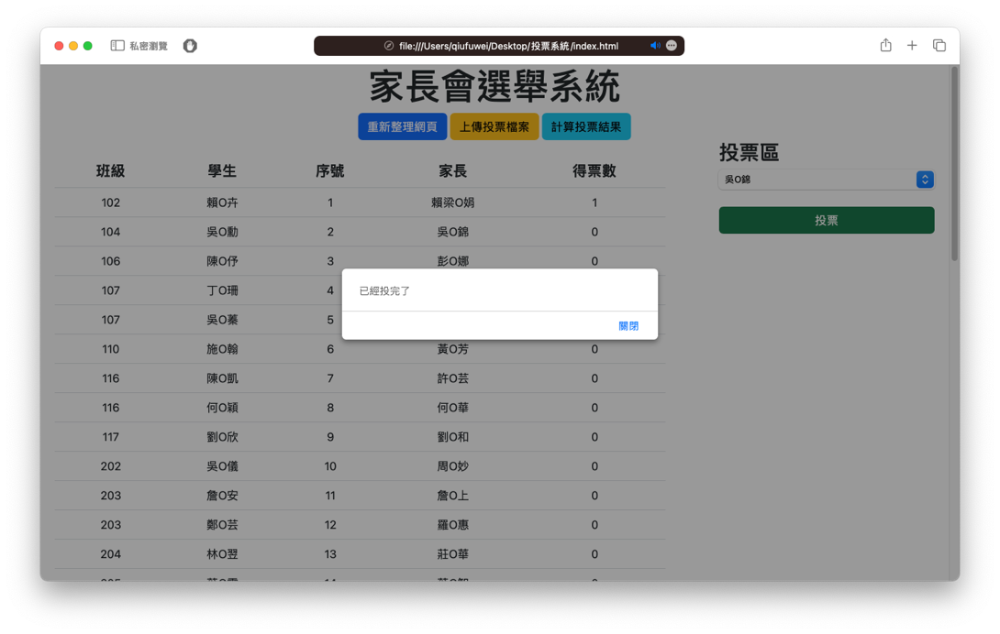 私密瀏覽
file:///Users/qiufuwei/Desktop/投票系統/index.html
家長會選舉系統
重新整理網頁 上傳投票檔案 計算投票結果
投票區
吳O錦
投票
班級 學生 序號 家長 得票數
102 賴O卉 1 賴梁O娟 1
104 吳O勳 2 吳O錦 0
106 陳O伃 3 彭O娜 0
107 丁O珊 4
107 吳O蓁 5
110 施O翰 6 黃O芳 0
116 陳O凱 7 許O芸 0
116 何O穎 8 何O華 0
117 劉O欣 9 劉O和 0
202 吳O儀 10 周O妙 0
203 詹O安 11 詹O上 0
203 鄭O芸 12 羅O惠 0
204 林O翌 13 莊O華 0
已經投完了
關閉